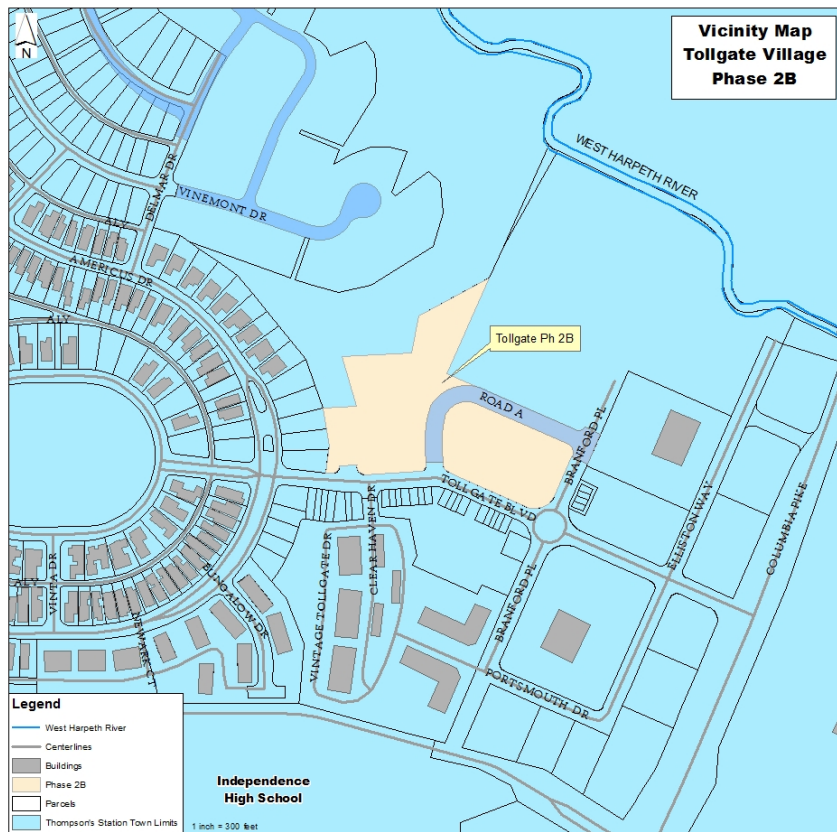 N
Vicinity Map
Tollgate Village
Phase 2B
WEST HARPETH RIVER
DELMAR DR
VINEMONT DR
ALY
AMERICUS DR
ALY
Tollgate Ph 2B
ROAD A
BRANFORD PL
TOLLGATE BLVD
ELLISTON WAY
COLUMBIA PIKE
CLEAR HAVEN DR
VINTAGE TOLLGATE DR
BUNGALOW DR
VINTA DR
ALY
NEWARK CT
BRANFORD PL
PORTSMOUTH DR
Legend
West Harpeth River
Centerlines
Buildings
Phase 2B
Parcels
Thompson's Station Town Limits
Independence
High School
1 inch = 300 feet